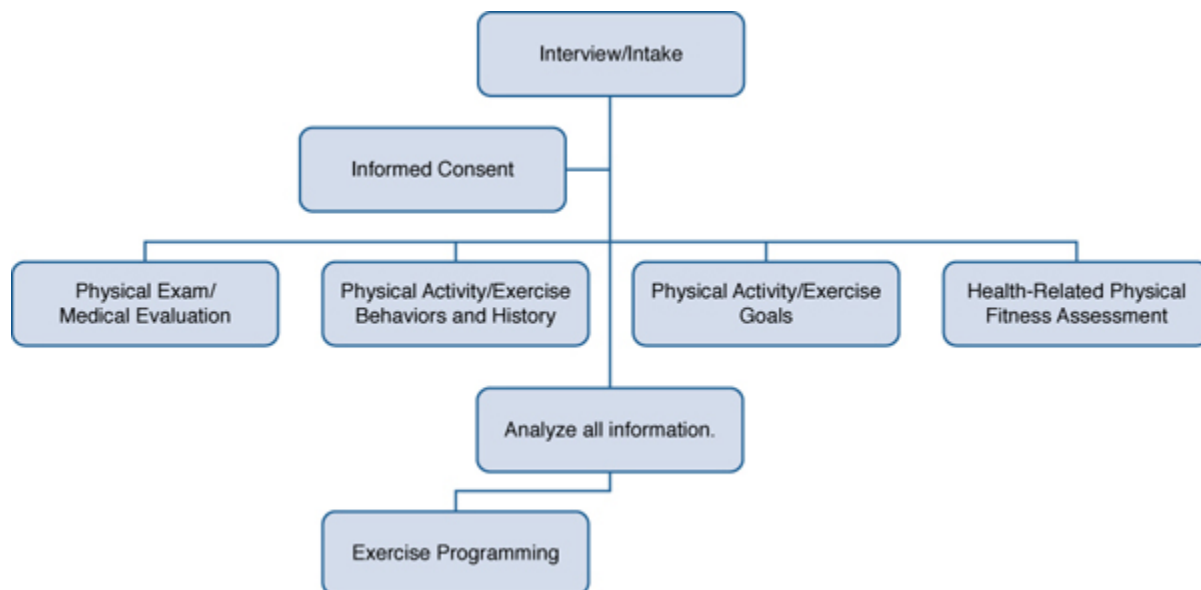 Interview/Intake
Informed Consent
Physical Exam/
Medical Evaluation
Physical Activity/Exercise
Behaviors and History
Physical Activity/Exercise
Goals
Health-Related Physical
Fitness Assessment
Analyze all information.
Exercise Programming